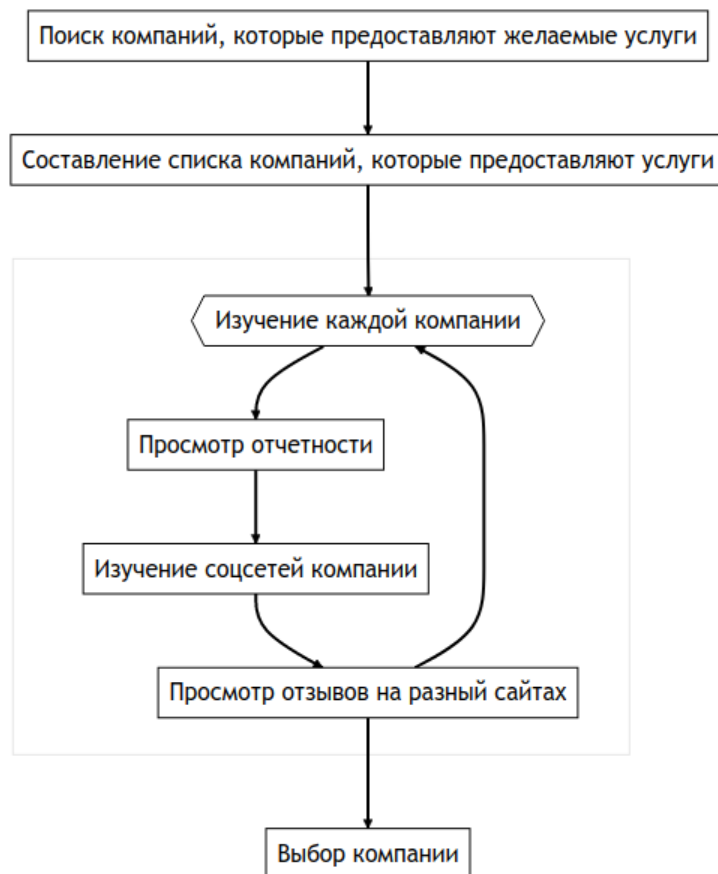 Поиск компаний, которые предоставляют желаемые услуги
Составление списка компаний, которые предоставляют услуги
Изучение каждой компании
Просмотр отчетности
Изучение соцсетей компании
Просмотр отзывов на разный сайтах
Выбор компании